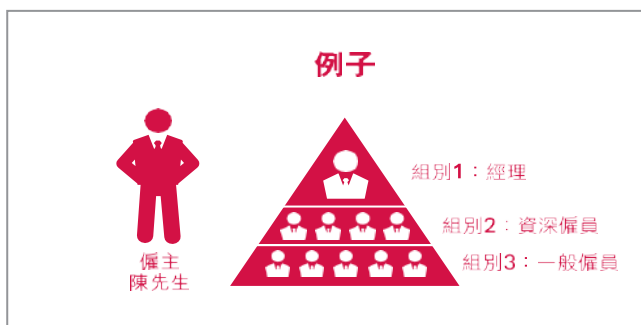 例子
組別1：經理
組別2：資深僱員
組別3：一般僱員
僱主
陳先生